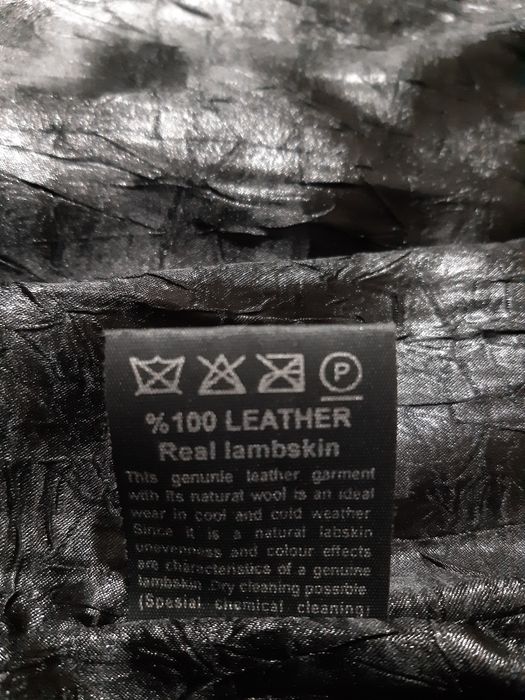 P
%100 LEATHER
Real lambskin
This genunie leather garment
with its natural wool is an ideal
wear in cool and cold weather
Since it is a natural labskin
unevenness and colour effects
are characteristics of a genuine
lambskin. Dry cleaning possible
(Spesial chemical cleaning)